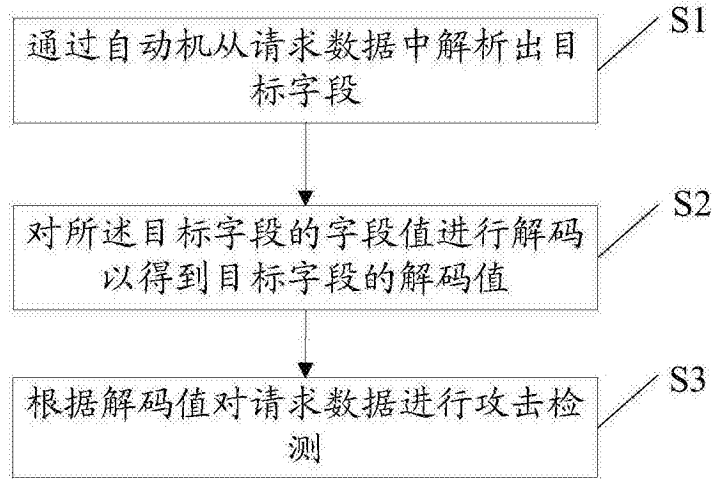 通过自动机从请求数据中解析出目
标字段
S1
对所述目标字段的字段值进行解码
以得到目标字段的解码值
S2
根据解码值对请求数据进行攻击检
测
S3